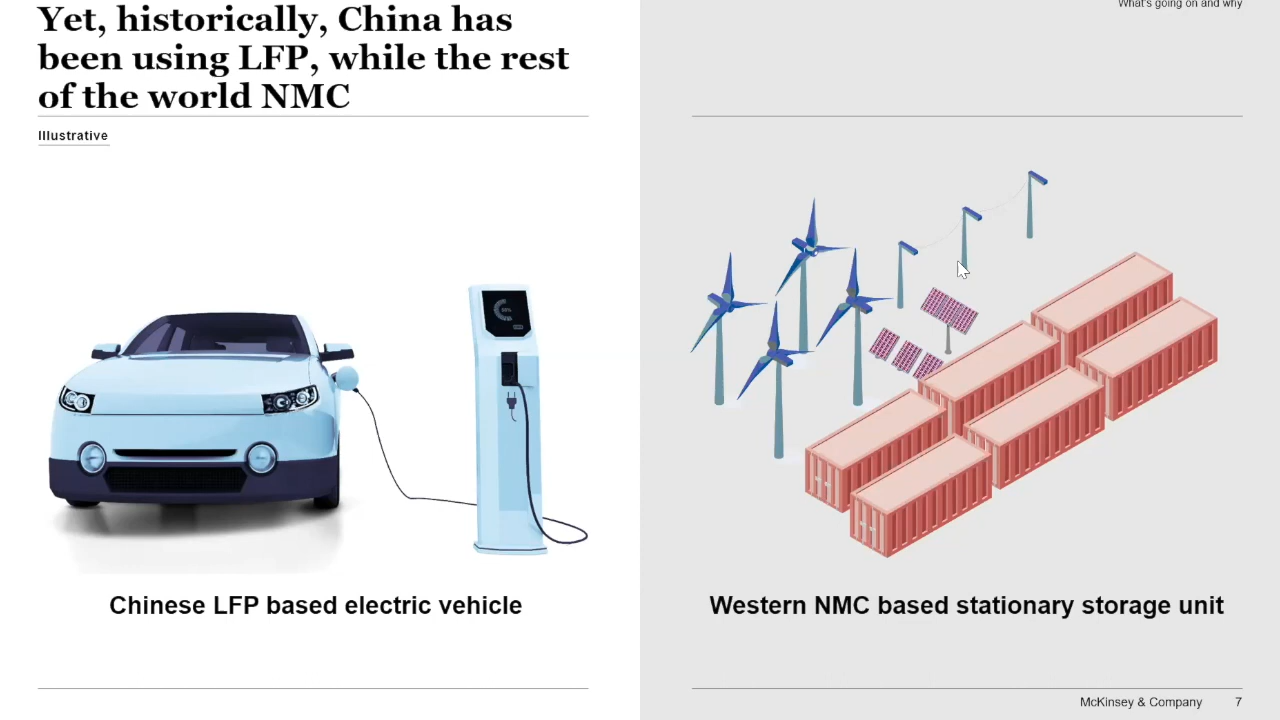 What's going on and why
Yet, historically, China has
been using LFP, while the rest
of the world NMC
Illustrative
Chinese LFP based electric vehicle
Western NMC based stationary storage unit
McKinsey & Company 7